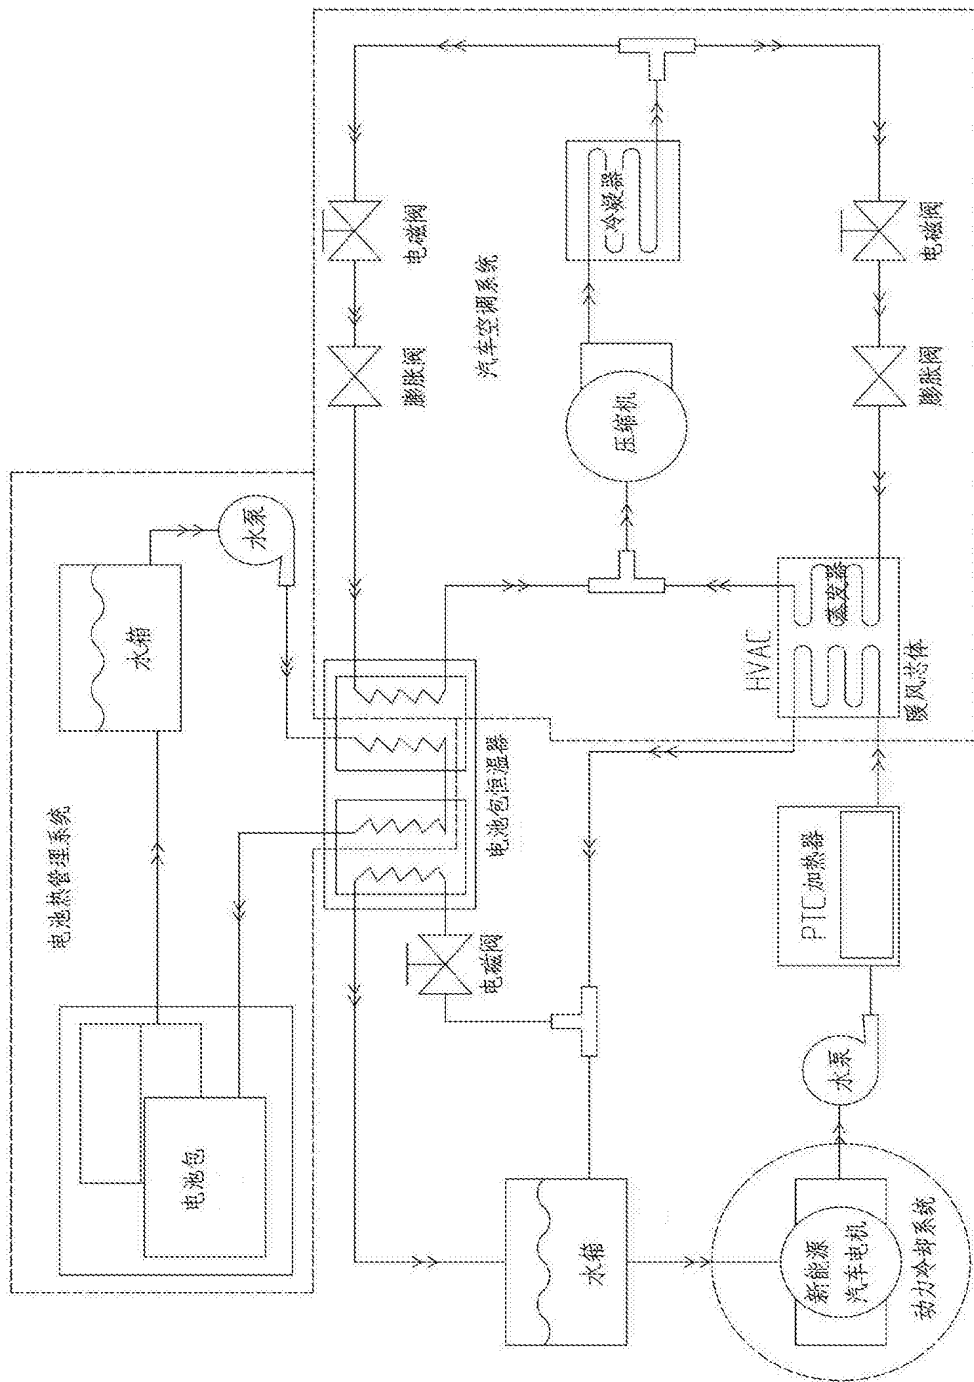 电池热管理系统
水箱
水泵
电池包
电池包恒温器
电磁阀
膨胀阀
电磁阀
汽车空调系统
冷凝器
压缩机
电磁阀
膨胀阀
HVAC
蒸发器
暖风芯体
PTC加热器
水泵
水箱
新能源
汽车电机
动力冷却系统